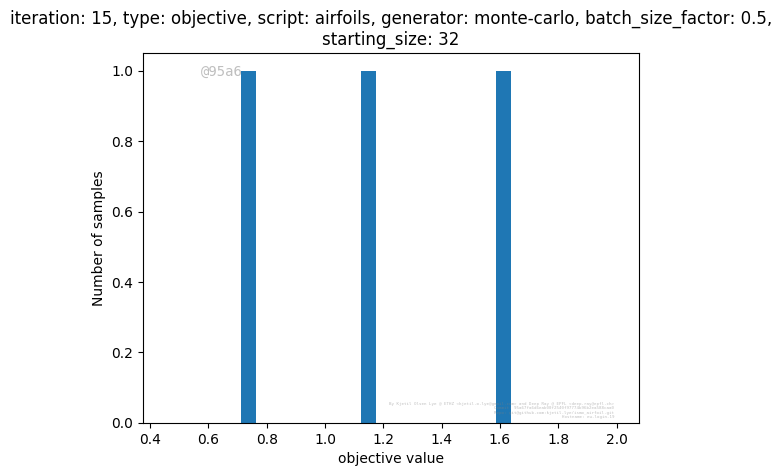 iteration: 15, type: objective, script: airfoils, generator: monte-carlo, batch_size_factor: 0.5,
starting_size: 32
@95a6
1.0
0.8
0.6
0.4
0.2
0.0
Number of samples
0.4 0.6 0.8 1.0 1.2 1.4 1.6 1.8 2.0
objective value